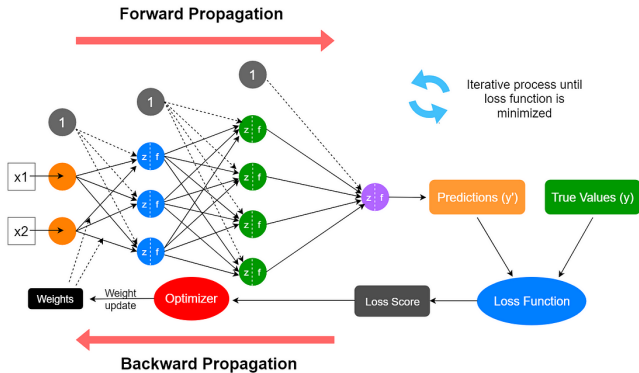 Forward Propagation
1
1
1
Iterative process until
loss function is
minimized
z f
z f
z f
z f
z f
z f
z f
z f
x1
x2
Predictions (y')
True Values (y)
Weights
Weight
update
Optimizer
Loss Score
Loss Function
Backward Propagation